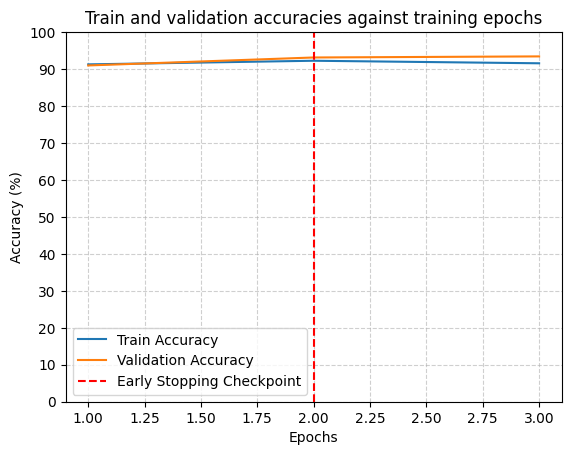 Train and validation accuracies against training epochs
100
90
80
70
60
50
40
30
20
10
0
Accuracy (%)
Train Accuracy
Validation Accuracy
Early Stopping Checkpoint
1.00 1.25 1.50 1.75 2.00 2.25 2.50 2.75 3.00
Epochs